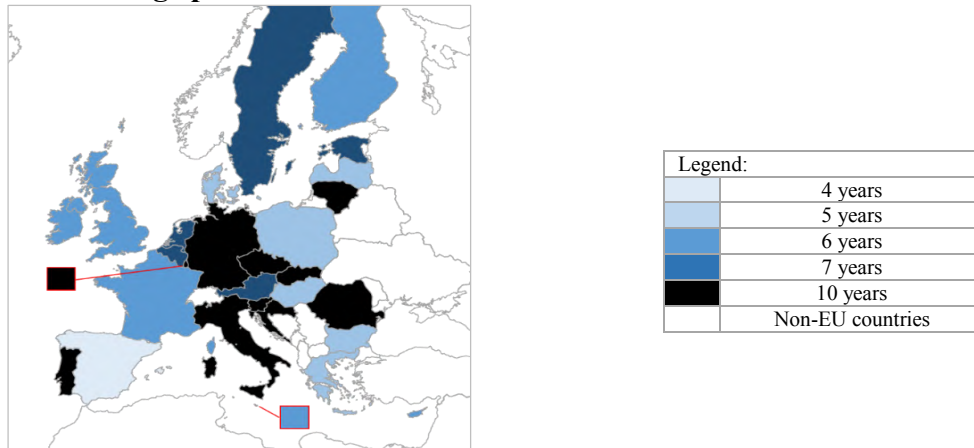 Legend:
4 years
5 years
6 years
7 years
10 years
Non-EU countries